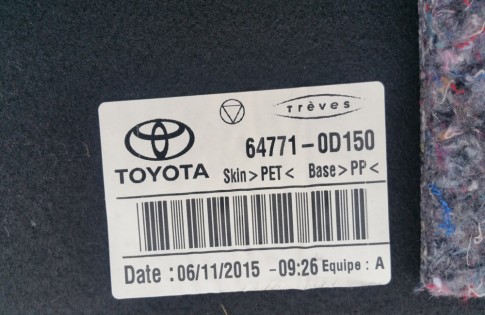 trèves
64771-0D150
TOYOTA
Skin>PET< Base>PP<
Date : 06/11/2015 -09:26 Equipe : A